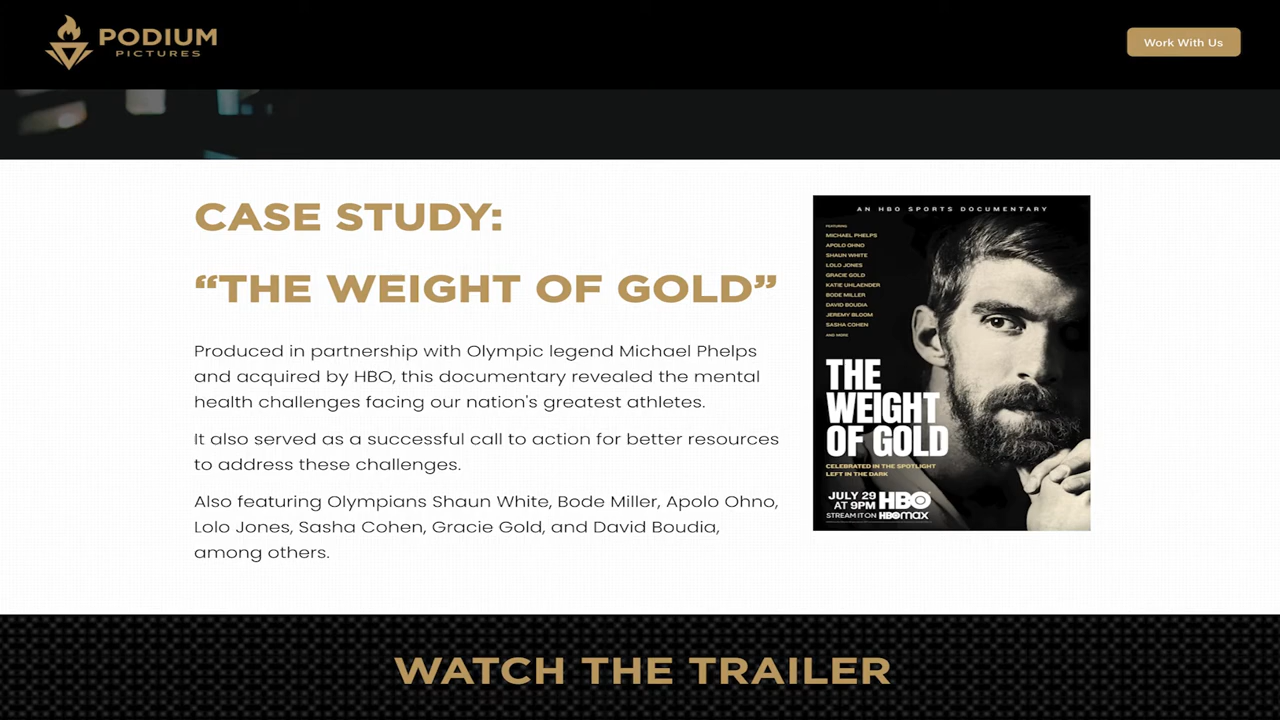 PODIUM
PICTURES
Work With Us
CASE STUDY:
“THE WEIGHT OF GOLD”
Produced in partnership with Olympic legend Michael Phelps
and acquired by HBO, this documentary revealed the mental
health challenges facing our nation's greatest athletes.
It also served as a successful call to action for better resources
to address these challenges.
Also featuring Olympians Shaun White, Bode Miller, Apolo Ohno,
Lolo Jones, Sasha Cohen, Gracie Gold, and David Boudia,
among others.
AN HBO SPORTS DOCUMENTARY
FEATURING
MICHAEL PHELPS
APOLO OHNO
SHAUN WHITE
LOLO JONES
GRACIE GOLD
KATIE UHLAENDER
BODE MILLER
DAVID BOUDIA
JEREMY BLOOM
SASHA COHEN
AND MORE
THE
WEIGHT
OF GOLD
CELEBRATED IN THE SPOTLIGHT
LEFT IN THE DARK
JULY 29
AT 9PM
HBO
STREAM IT ON HBOMAX
WATCH THE TRAILER